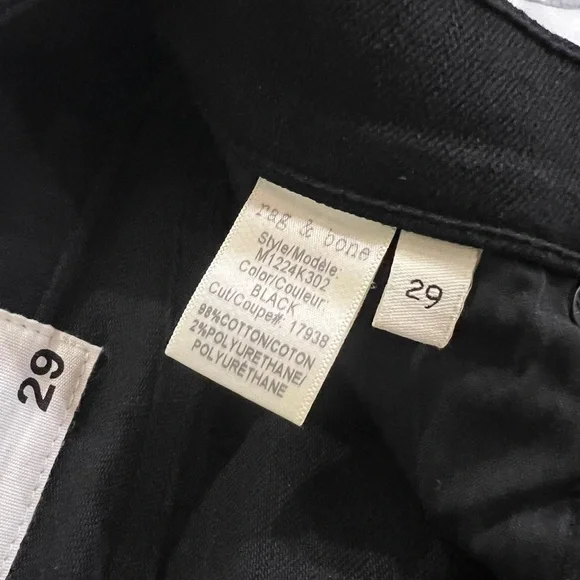 rag & bone
Style/Modèle:
M1224K302
Color/Couleur:
BLACK
Cut/Coupe#: 17938
98%COTTON/COTON
2%POLYURETHANE/
POLYURÉTHANE
29
29